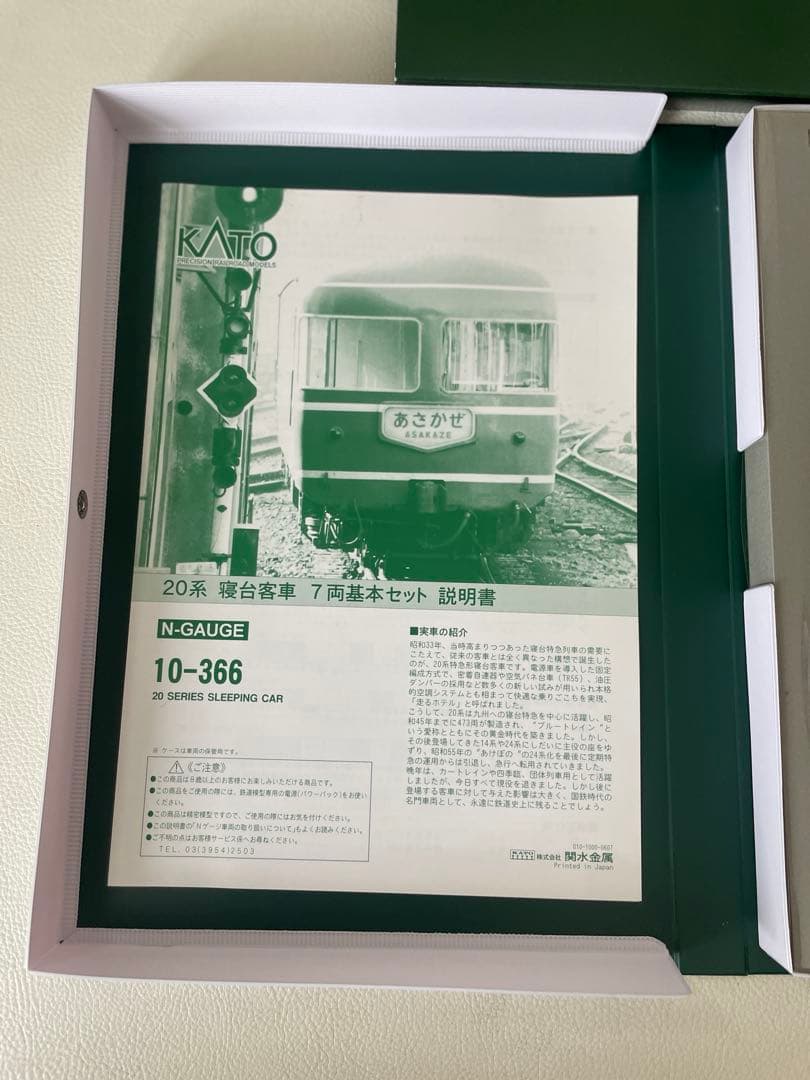 KATO
PRECISION RAILROAD MODELS
あさかぜ
ASAKAZE
20系 寝台客車 7両基本セット 説明書
N-GAUGE
10-366
20 SERIES SLEEPING CAR
※ ケースは車両の保管用です。
⚠《ご注意》
●この商品は8歳以上のお客様にお楽しみいただける商品です。
●この商品をご使用の際には、鉄道模型専用の電源(パワーパック)をお使い
ください。
●この商品は精密模型ですので、ご使用の際にはお気を付けください。
●この説明書の「Nゲージ車両の取り扱いについて」もよくお読みください。
●ご不明の点はお客様サービス係へお尋ねください。
TEL. 03(3954)2503
■実車の紹介
昭和33年、当時高まりつつあった寝台特急列車の需要に
こたえて、従来の客車とは全く異なった構想で誕生した
のが、20系特急形寝台客車です。電源車を導入した固定
編成方式で、密着自連器や空気バネ台車(TR55)、油圧
ダンパーの採用など数多くの新しい試みが用いられ本格
的空調システムとも相まって快適な乗りごこちを実現、
「走るホテル」と呼ばれました。
こうして、20系は九州への寝台特急を中心に活躍し、昭
和45年までに473両が製造され、“ブルートレイン”と
いう愛称とともにその黄金時代を築きました。しかし、
その後登場してきた14系や24系にしだいに主役の座をゆ
ずり、昭和55年の“あけぼの”の24系化を最後に定期特
急の運用からは引退し、急行へ転用されていきました。
晩年は、カートレインや四季臨、団体列車用として活躍
しましたが、今日すべて現役を退きました。しかし後に
登場する客車に対して与えた影響は大きく、国鉄時代の
名門車両として、永遠に鉄道史上に残ることでしょう。
010-1000-0607
KATO 株式会社 関水金属
Printed in Japan